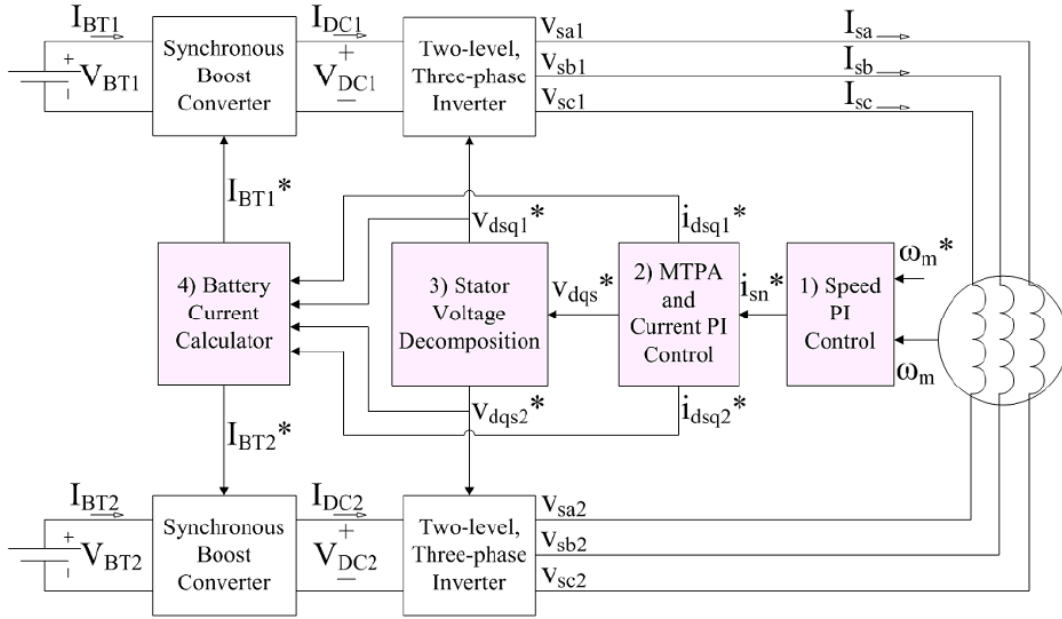 I_BT1
V_BT1
+
Synchronous
Boost
Converter
I_DC1
+
V_DC1
Two-level,
Three-phase
Inverter
v_sa1
v_sb1
v_sc1
I_sa
I_sb
I_sc
I_BT1*
v_dsq1*
i_dsq1*
4) Battery
Current
Calculator
3) Stator
Voltage
Decomposition
v_dqs*
2) MTPA
and
Current PI
Control
i_sn*
1) Speed
PI
Control
ω_m*
ω_m
I_BT2*
v_dqs2*
i_dsq2*
I_BT2
V_BT2
+
Synchronous
Boost
Converter
I_DC2
+
V_DC2
Two-level,
Three-phase
Inverter
v_sa2
v_sb2
v_sc2